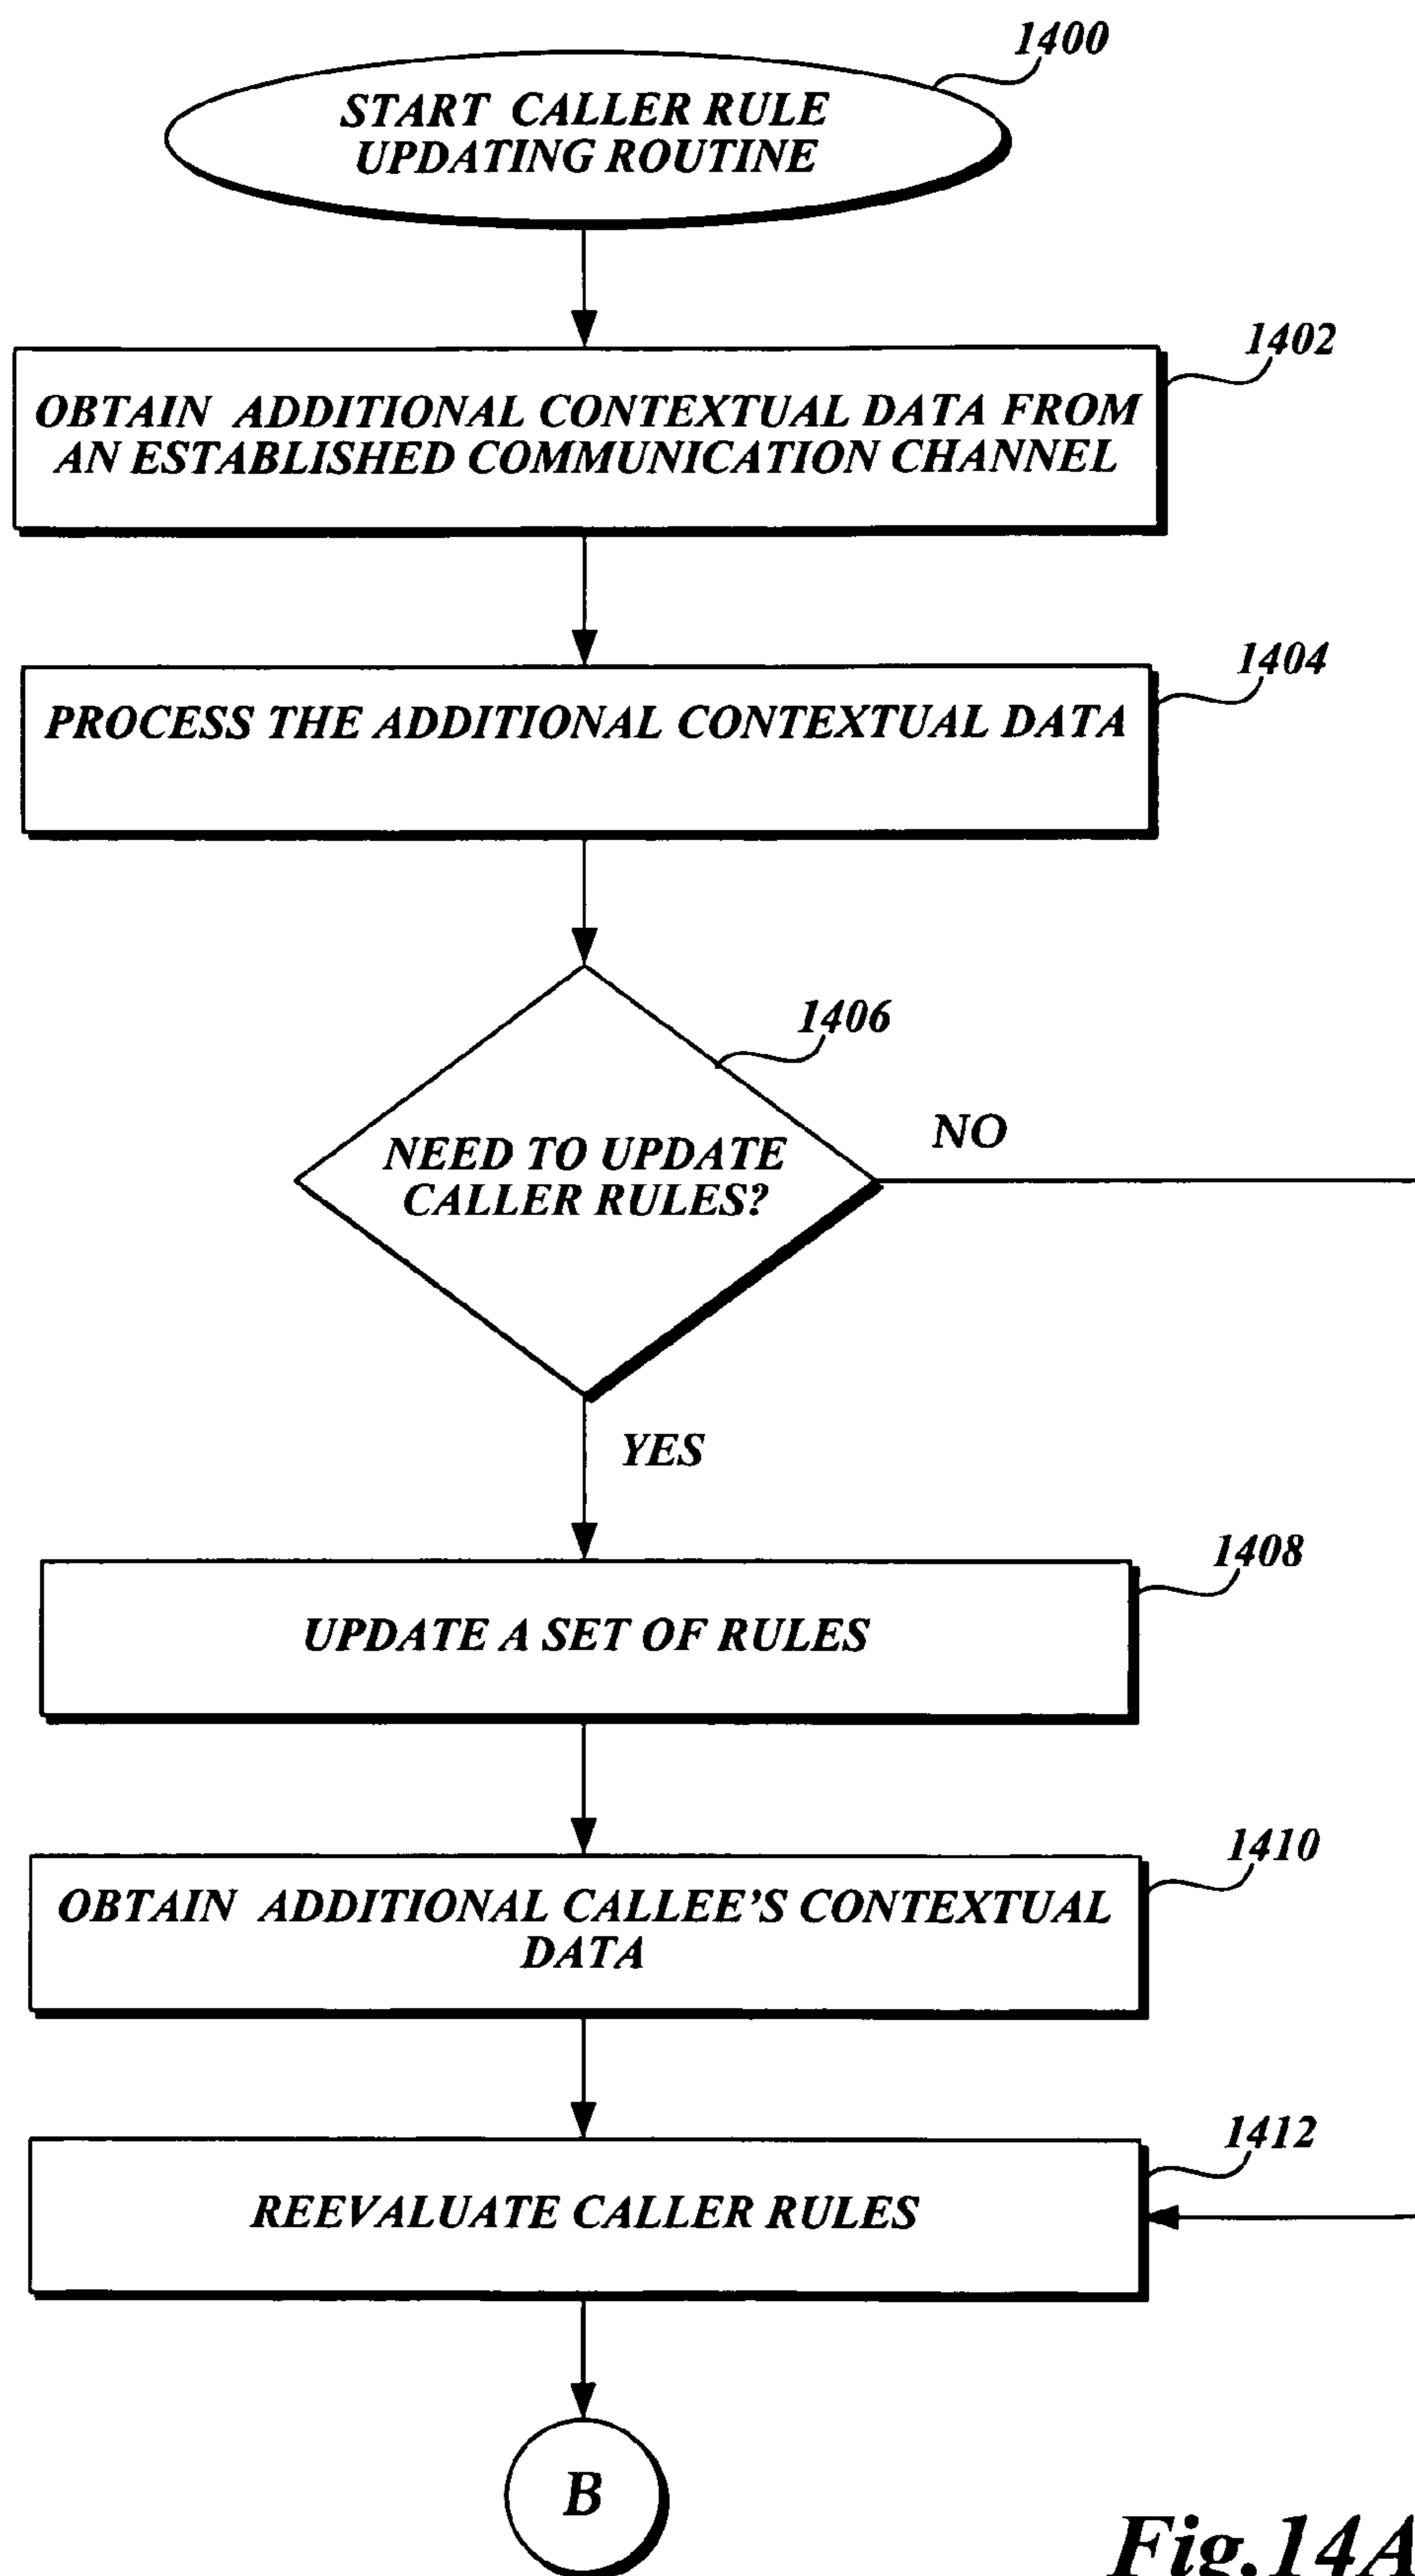 1400
START CALLER RULE
UPDATING ROUTINE
1402
OBTAIN ADDITIONAL CONTEXTUAL DATA FROM
AN ESTABLISHED COMMUNICATION CHANNEL
1404
PROCESS THE ADDITIONAL CONTEXTUAL DATA
1406
NEED TO UPDATE
CALLER RULES?
NO
YES
1408
UPDATE A SET OF RULES
1410
OBTAIN ADDITIONAL CALLEE'S CONTEXTUAL
DATA
1412
REEVALUATE CALLER RULES
B
Fig.14A